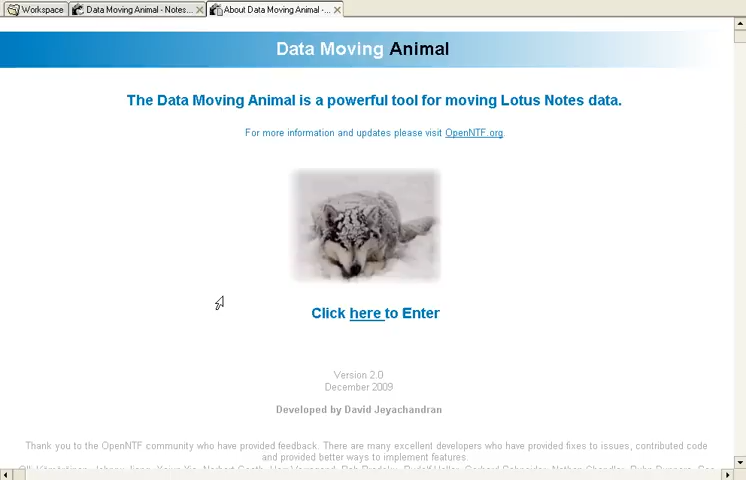 Workspace
Data Moving Animal - Notes...
About Data Moving Animal -...
Data Moving Animal
The Data Moving Animal is a powerful tool for moving Lotus Notes data.
For more information and updates please visit OpenNTF.org.
Click here to Enter
Version 2.0
December 2009
Developed by David Jeyachandran
Thank you to the OpenNTF community who have provided feedback. There are many excellent developers who have provided fixes to issues, contributed code
and provided better ways to implement features.